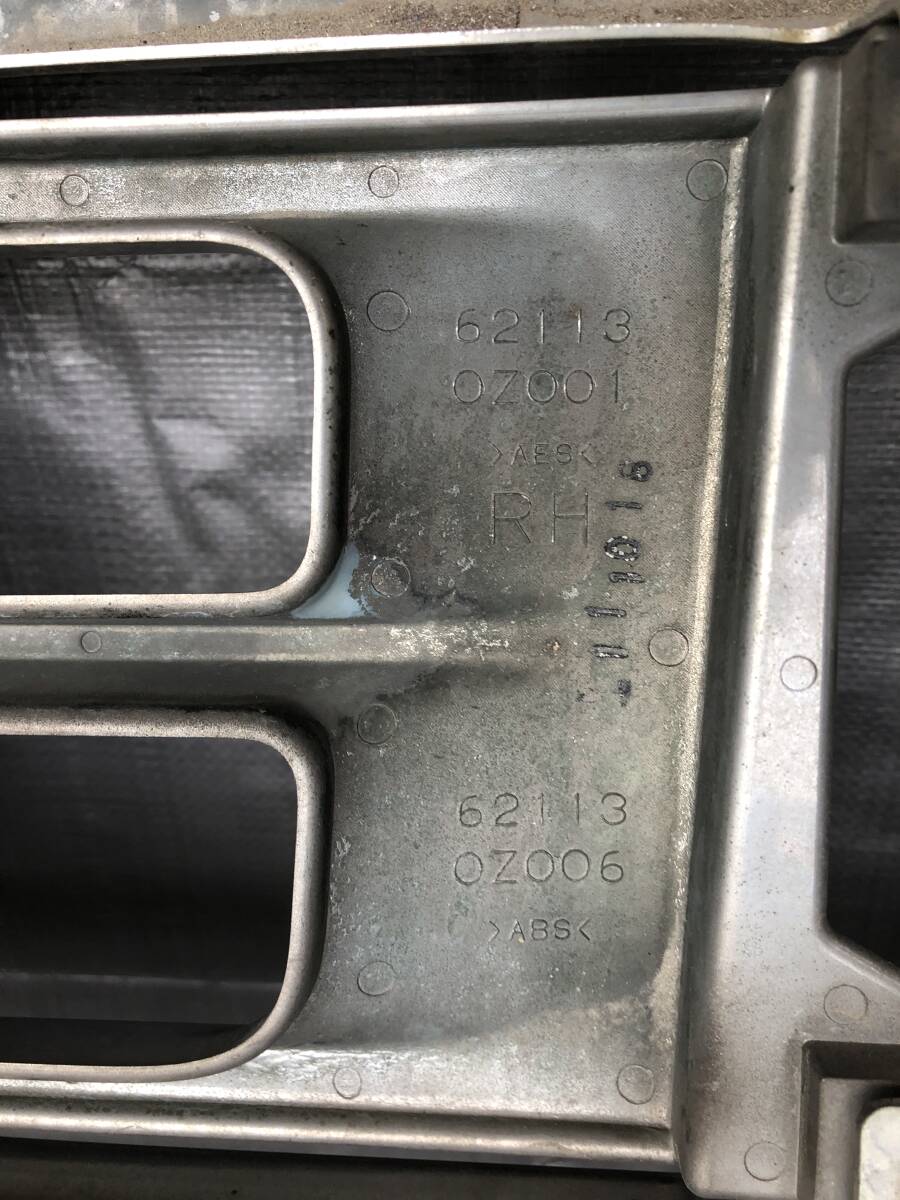 62113
0Z001
>AES<
RH
62113
0Z006
>ABS<